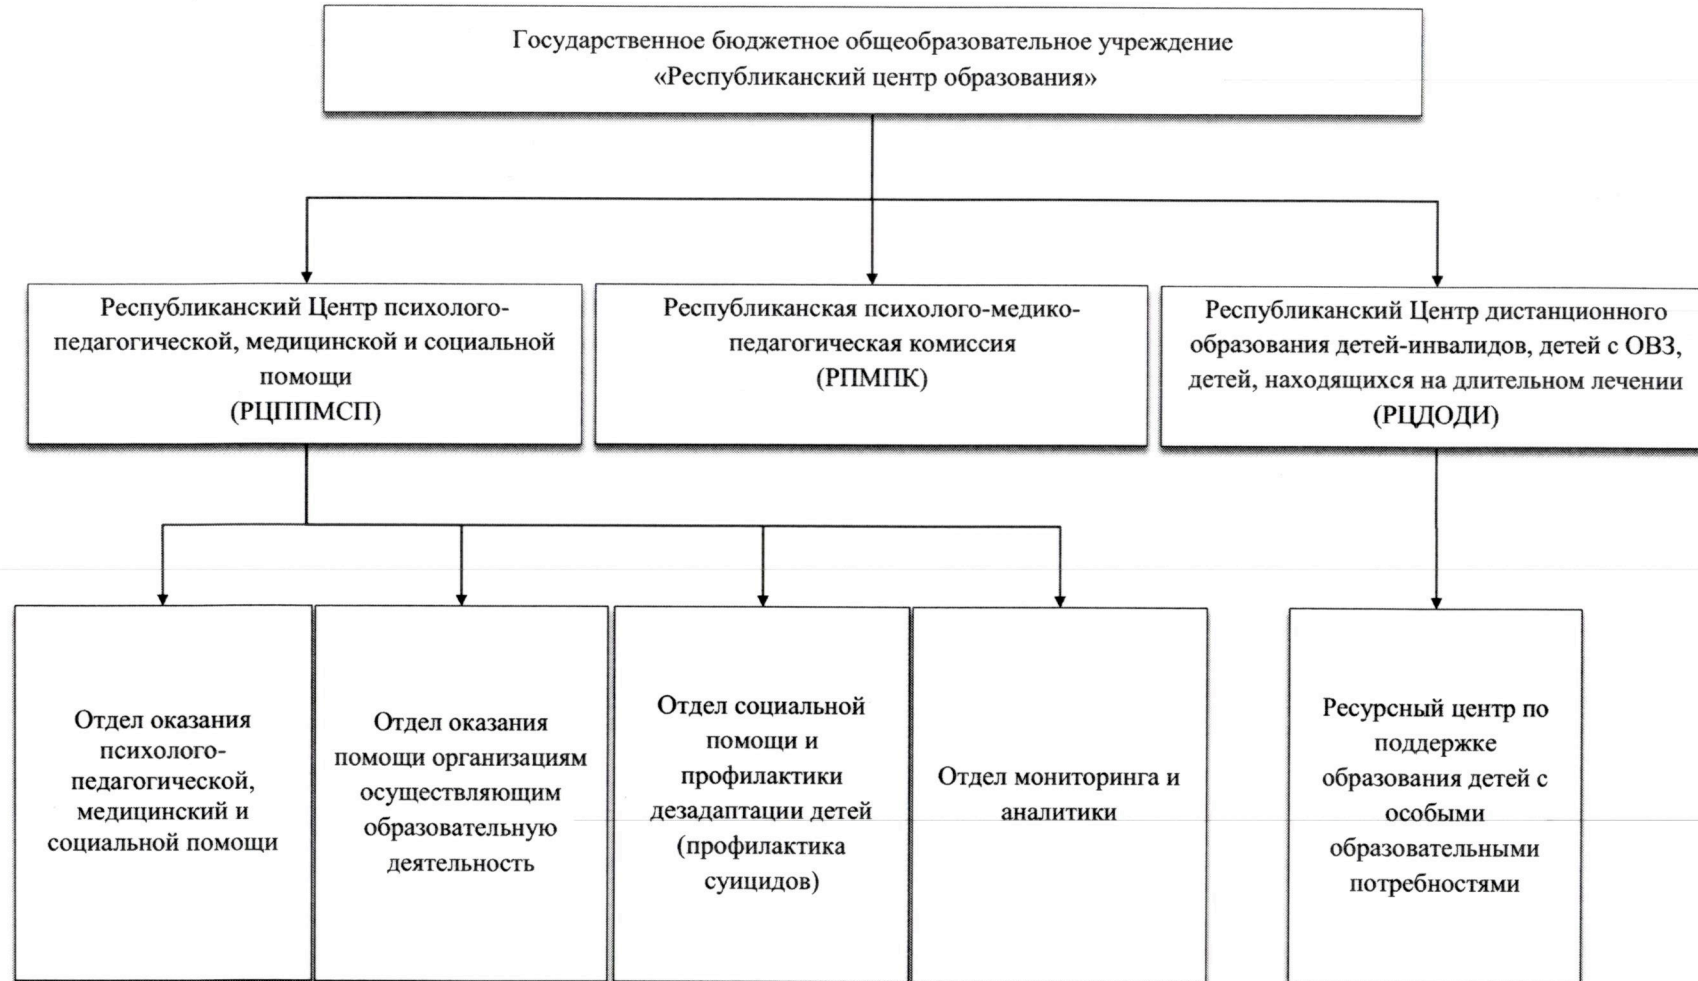 Государственное бюджетное общеобразовательное учреждение
«Республиканский центр образования»
Республиканский Центр психолого-
педагогической, медицинской и социальной
помощи
(РЦППМСП)
Республиканская психолого-медико-
педагогическая комиссия
(РПМПК)
Республиканский Центр дистанционного
образования детей-инвалидов, детей с ОВЗ,
детей, находящихся на длительном лечении
(РЦДОДИ)
Отдел оказания
психолого-
педагогической,
медицинский и
социальной помощи
Отдел оказания
помощи организациям
осуществляющим
образовательную
деятельность
Отдел социальной
помощи и
профилактики
дезадаптации детей
(профилактика
суицидов)
Отдел мониторинга и
аналитики
Ресурсный центр по
поддержке
образования детей с
особыми
образовательными
потребностями